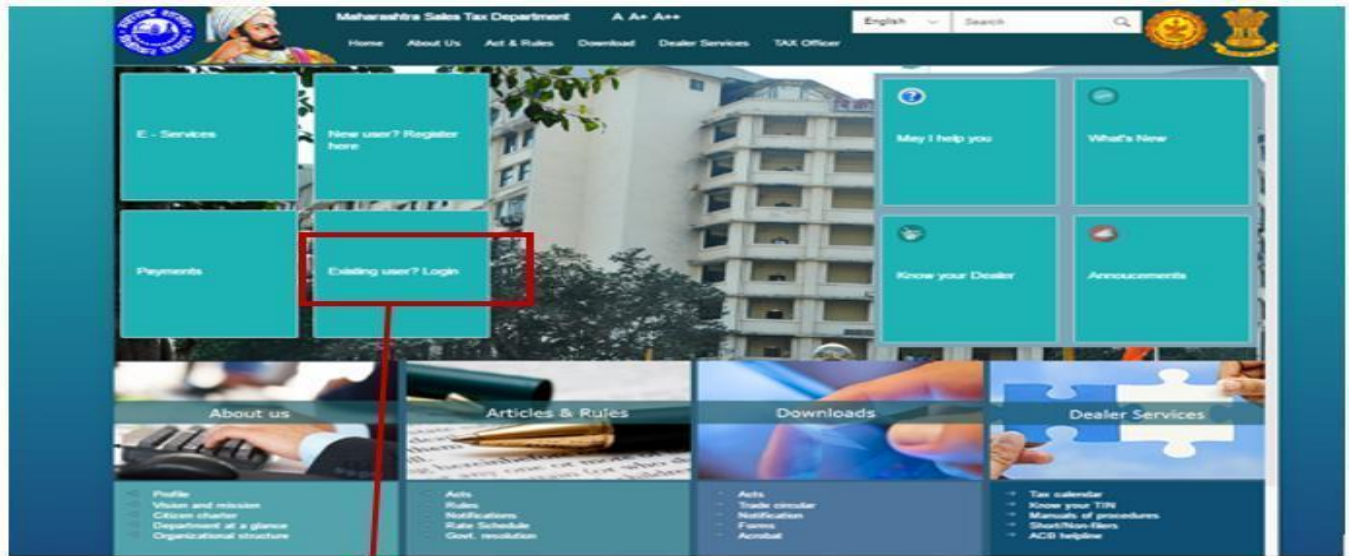 Maharashtra Sales Tax Department A A+ A++
English Search
Home About Us Act & Rules Download Dealer Services TAX Officer
E - Services
New user? Register
here
May I help you
What's New
Payments
Existing user? Login
Know your Dealer
Annoucements
About us
Articles & Rules
Downloads
Dealer Services
Profile
Vision and mission
Citizen charter
Department at a glance
Organizational structure
Acts
Rules
Notifications
Rate Schedule
Govt. resolution
Acts
Trade circular
Notification
Forms
Acrobat
Tax calendar
Know your TIN
Manuals of procedures
Short/Non-filers
ACB helpline